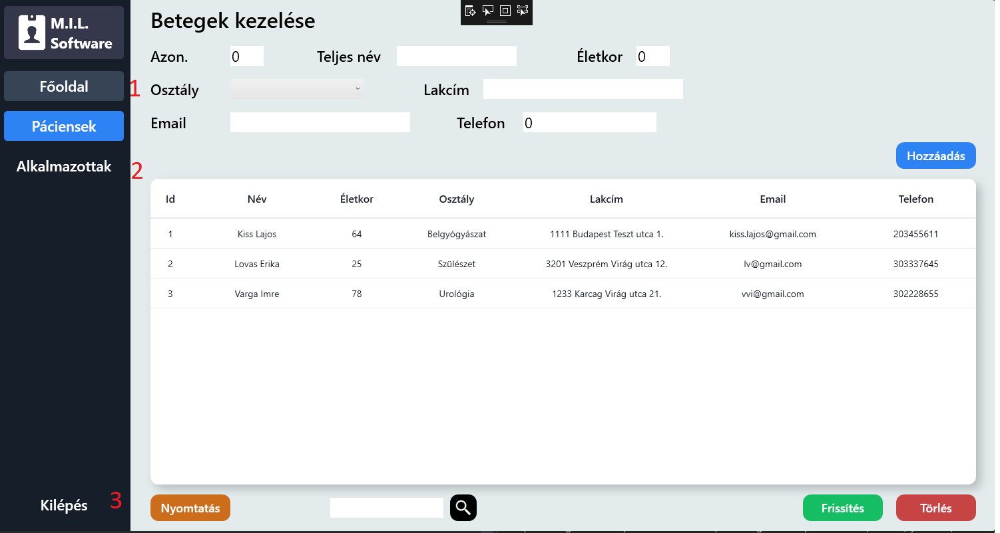 M.I.L.
Software
Főoldal
1
Páciensek
Alkalmazottak
2
Kilépés
3
Betegek kezelése
Azon. 0 Teljes név Életkor 0
Osztály Lakcím
Email Telefon 0
Hozzáadás
Id Név Életkor Osztály Lakcím Email Telefon
1 Kiss Lajos 64 Belgyógyászat 1111 Budapest Teszt utca 1. kiss.lajos@gmail.com 203455611
2 Lovas Erika 25 Szülészet 3201 Veszprém Virág utca 12. lv@gmail.com 303337645
3 Varga Imre 78 Urológia 1233 Karcag Virág utca 21. vvi@gmail.com 302228655
Nyomtatás Frissítés Törlés